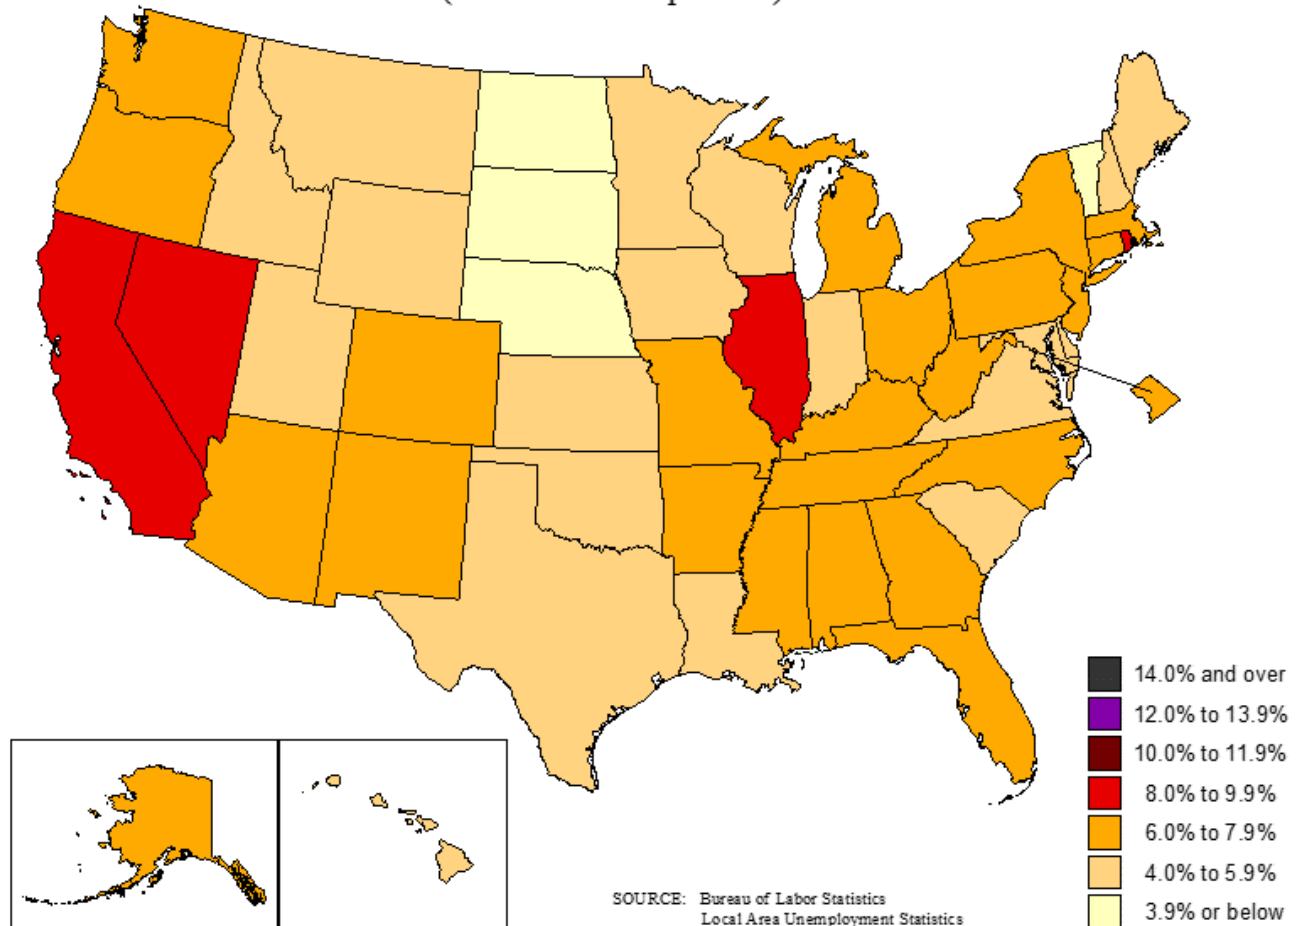 14.0% and over
12.0% to 13.9%
10.0% to 11.9%
8.0% to 9.9%
6.0% to 7.9%
4.0% to 5.9%
3.9% or below
SOURCE: Bureau of Labor Statistics
Local Area Unemployment Statistics